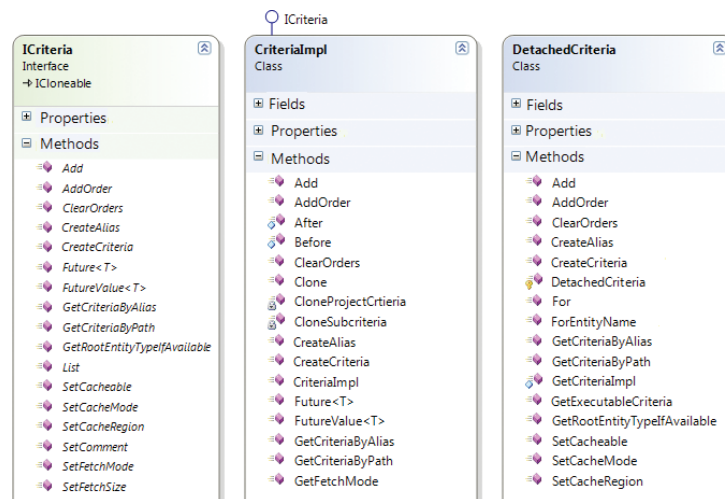 ICriteria
ICriteria
Interface
ICloneable
Properties
Methods
Add
AddOrder
ClearOrders
CreateAlias
CreateCriteria
Future<T>
FutureValue<T>
GetCriteriaByAlias
GetCriteriaByPath
GetRootEntityTypeIfAvailable
List
SetCacheable
SetCacheMode
SetCacheRegion
SetComment
SetFetchMode
SetFetchSize
CriteriaImpl
Class
Fields
Properties
Methods
Add
AddOrder
After
Before
ClearOrders
Clone
CloneProjectCrtieria
CloneSubcriteria
CreateAlias
CreateCriteria
CriteriaImpl
Future<T>
FutureValue<T>
GetCriteriaByAlias
GetCriteriaByPath
GetFetchMode
DetachedCriteria
Class
Fields
Properties
Methods
Add
AddOrder
ClearOrders
CreateAlias
CreateCriteria
DetachedCriteria
For
ForEntityName
GetCriteriaByAlias
GetCriteriaByPath
GetCriteriaImpl
GetExecutableCriteria
GetRootEntityTypeIfAvailable
SetCacheable
SetCacheMode
SetCacheRegion